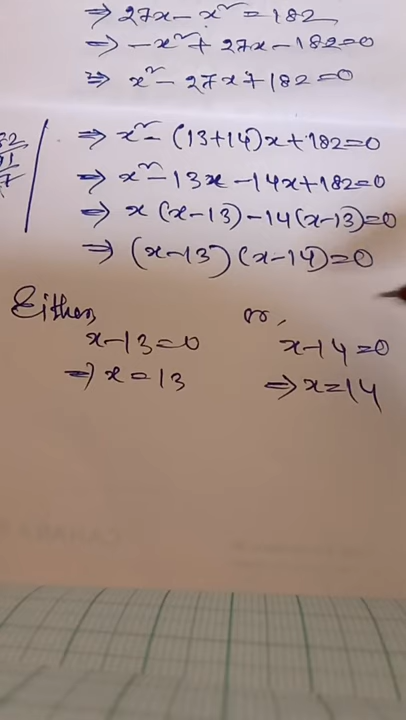 ⇒ 27x - x² = 182
⇒ -x² + 27x - 182 = 0
⇒ x² - 27x + 182 = 0
⇒ x² - (13+14)x + 182 = 0
⇒ x² - 13x - 14x + 182 = 0
⇒ x(x-13) - 14(x-13) = 0
⇒ (x-13)(x-14) = 0
Either, or,
x-13=0 x-14=0
⇒ x=13 ⇒ x=14